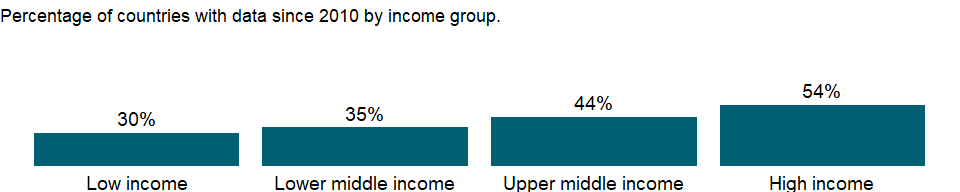 Percentage of countries with data since 2010 by income group.
30%
35%
44%
54%
Low income
Lower middle income
Upper middle income
High income